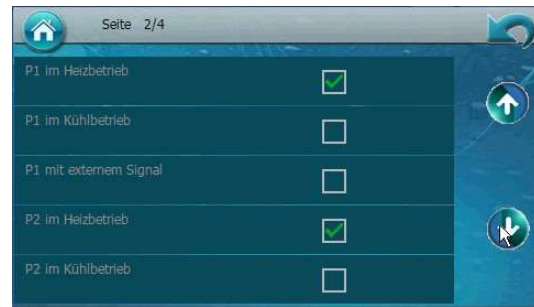 Seite 2/4
P1 im Heizbetrieb
P1 im Kühlbetrieb
P1 mit externem Signal
P2 im Heizbetrieb
P2 im Kühlbetrieb